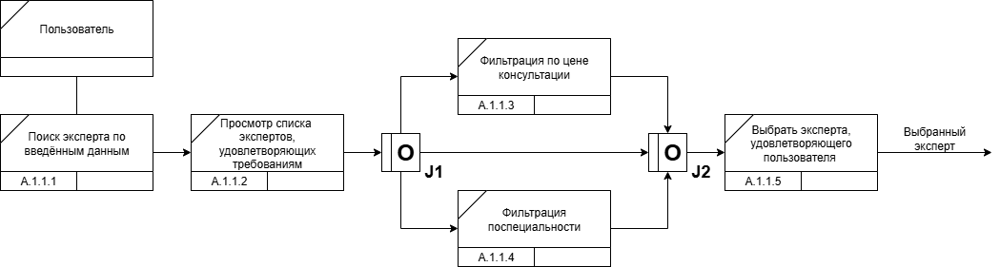 Пользователь
Поиск эксперта по
введённым данным
А.1.1.1
Просмотр списка
экспертов,
удовлетворяющих
требованиям
А.1.1.2
O
J1
Фильтрация по цене
консультации
А.1.1.3
Фильтрация
поспециальности
А.1.1.4
O
J2
Выбрать эксперта,
удовлетворяющего
пользователя
А.1.1.5
Выбранный
эксперт